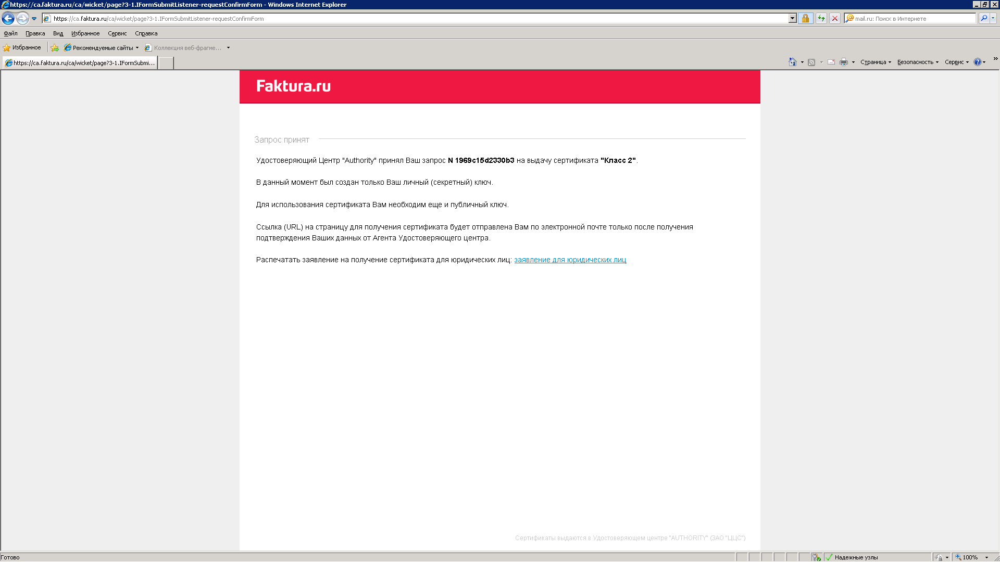 https://ca.faktura.ru/ca/wicket/page?3-1.IFormSubmitListener-requestConfirmForm - Windows Internet Explorer
https://ca.faktura.ru/ca/wicket/page?3-1.IFormSubmitListener-requestConfirmForm
mail.ru: Поиск в Интернете
Файл Правка Вид Избранное Сервис Справка
Избранное Рекомендуемые сайты Коллекция веб-фрагме...
https://ca.faktura.ru/ca/wicket/page?3-1.IFormSubmi...
Страница Безопасность Сервис
Faktura.ru
Запрос принят
Удостоверяющий Центр "Authority" принял Ваш запрос N 1969c15d2330b3 на выдачу сертификата "Класс 2".
В данный момент был создан только Ваш личный (секретный) ключ.
Для использования сертификата Вам необходим еще и публичный ключ.
Ссылка (URL) на страницу для получения сертификата будет отправлена Вам по электронной почте только после получения
подтверждения Ваших данных от Агента Удостоверяющего центра.
Распечатать заявление на получение сертификата для юридических лиц: заявление для юридических лиц
Сертификаты выдаются в Удостоверяющем центре "AUTHORITY" (ЗАО "ЦЦС")
Готово
Надежные узлы
100%